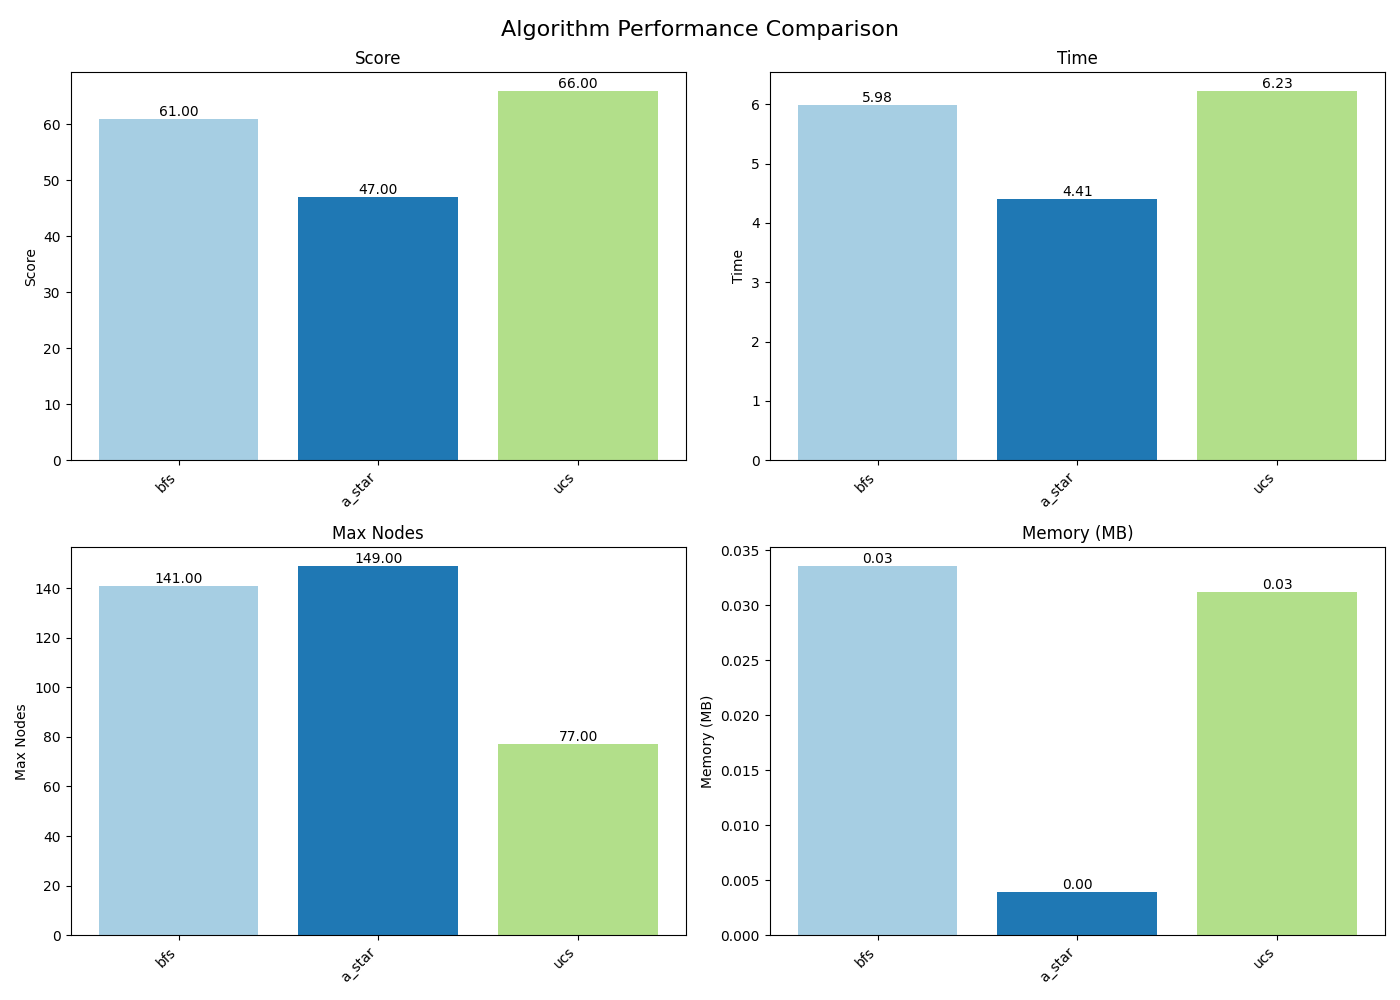 Algorithm Performance Comparison
Score
66.00
61.00
47.00
60
50
40
30
20
10
0
Score
bfs
a_star
ucs
Time
6.23
5.98
4.41
6
5
4
3
2
1
0
Time
bfs
a_star
ucs
Max Nodes
149.00
141.00
77.00
140
120
100
80
60
40
20
0
Max Nodes
bfs
a_star
ucs
Memory (MB)
0.03
0.03
0.00
0.035
0.030
0.025
0.020
0.015
0.010
0.005
0.000
Memory (MB)
bfs
a_star
ucs